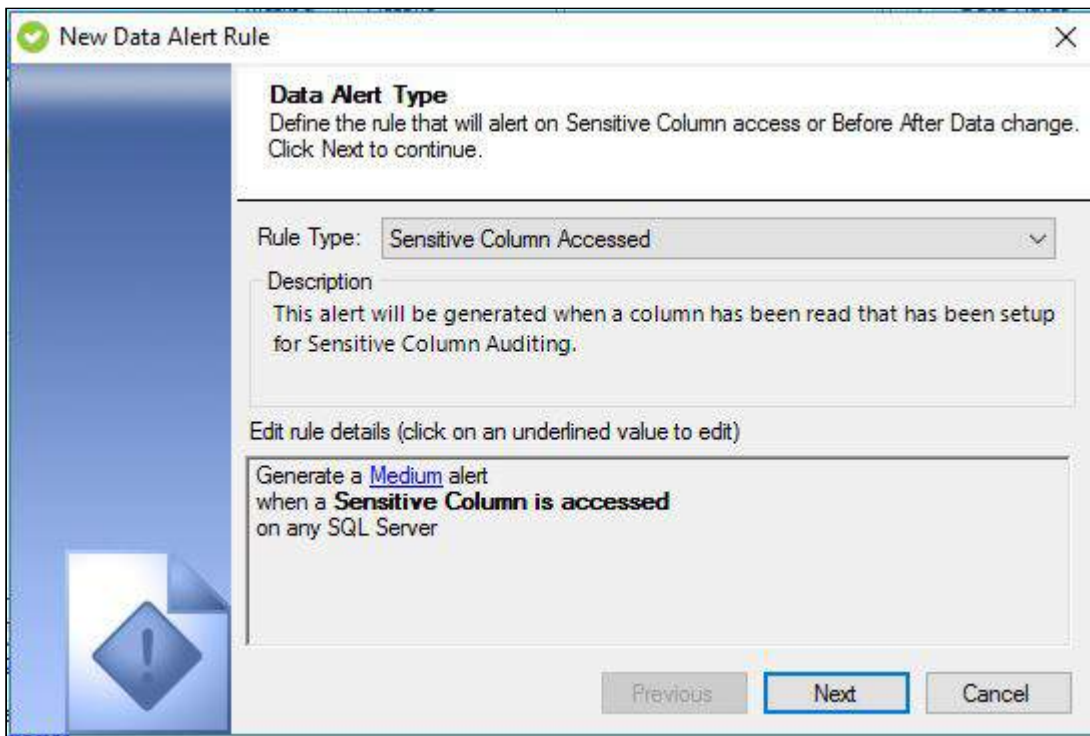 New Data Alert Rule
Data Alert Type
Define the rule that will alert on Sensitive Column access or Before After Data change.
Click Next to continue.
Rule Type: Sensitive Column Accessed
Description
This alert will be generated when a column has been read that has been setup
for Sensitive Column Auditing.
Edit rule details (click on an underlined value to edit)
Generate a Medium alert
when a Sensitive Column is accessed
on any SQL Server
Previous Next Cancel